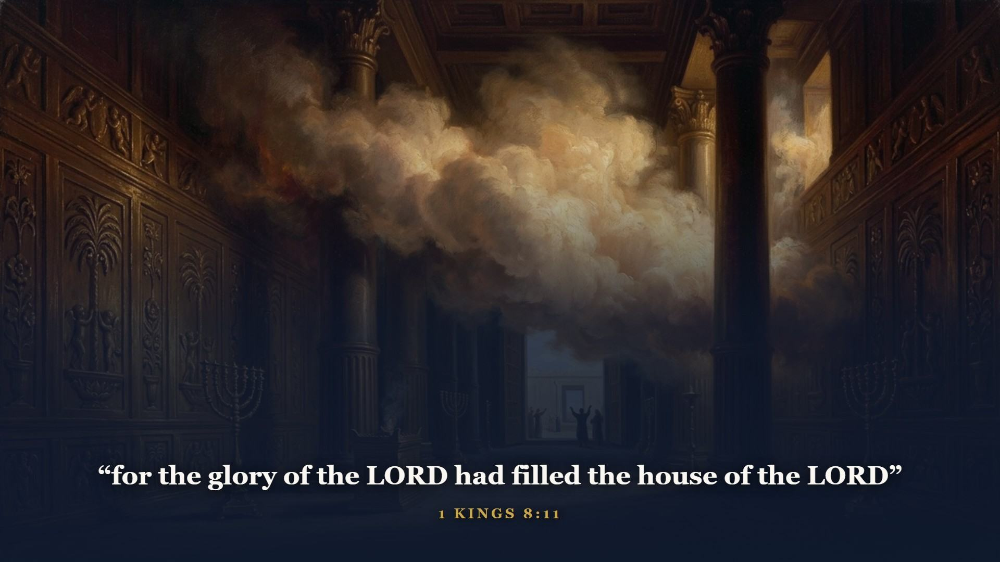 “for the glory of the LORD had filled the house of the LORD”
1 KINGS 8:11